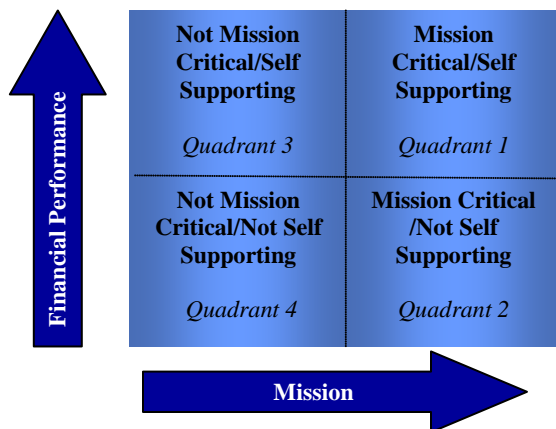 Financial Performance
Not Mission
Critical/Self
Supporting
Quadrant 3
Mission
Critical/Self
Supporting
Quadrant 1
Not Mission
Critical/Not Self
Supporting
Quadrant 4
Mission Critical
/Not Self
Supporting
Quadrant 2
Mission